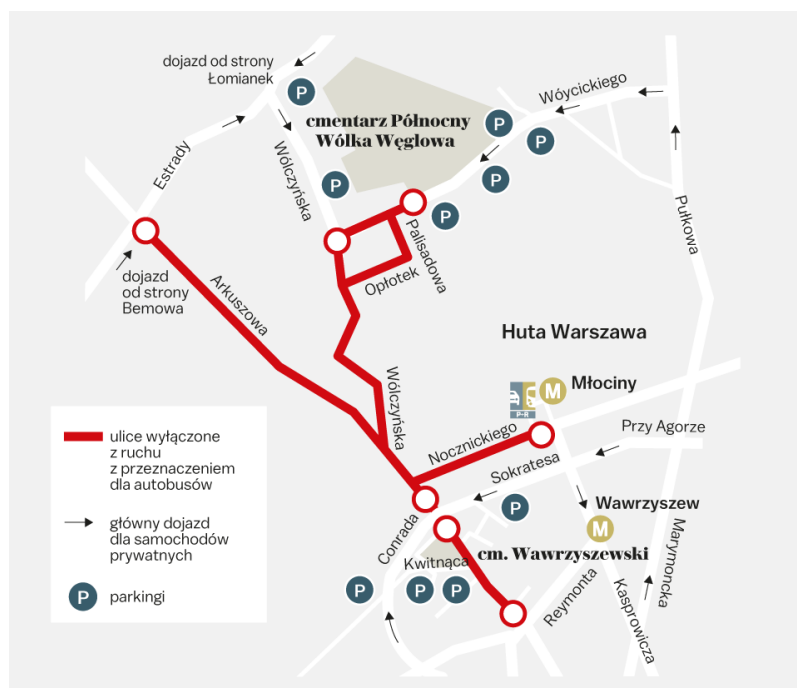 dojazd od strony
Łomianek
P
cmentarz Północny
Wólka Węglowa
P
P
P
P
P
Wóycickiego
Estrady
Wólczyńska
Pułkowa
Palisadowa
Opłotek
dojazd
od strony
Bemowa
Arkuszowa
Huta Warszawa
Wólczyńska
M
Młociny
P+R
Nocznickiego
Przy Agorze
Sokratesa
P
Wawrzyszew
M
Conrada
cm. Wawrzyszewski
Kwitnąca
P
P
P
Reymonta
Kasprowicza
Marymoncka
ulice wyłączone
z ruchu
z przeznaczeniem
dla autobusów
główny dojazd
dla samochodów
prywatnych
P
parkingi